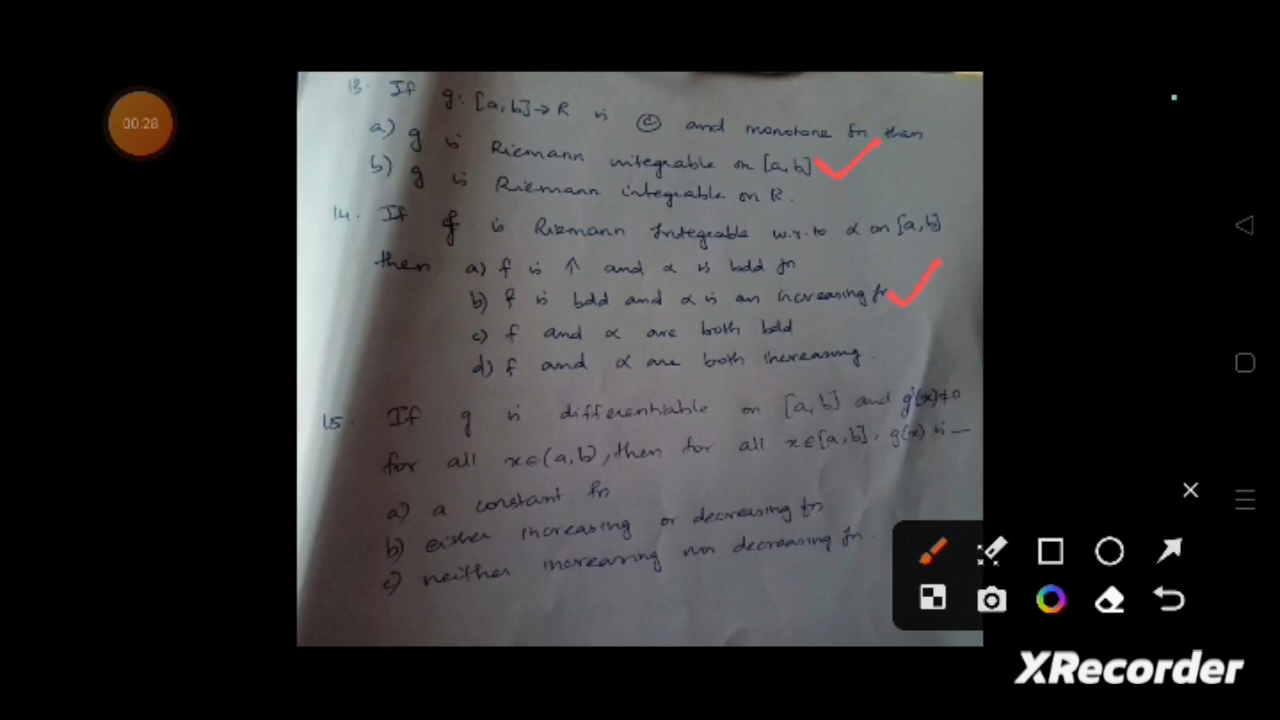 00:28
13. If g: [a,b]→R is ⓒ and monotone fn then
a) g is Riemann integrable on [a,b]
b) g is Riemann integrable on R.
14. If f is Riemann Integrable w.r.to α on [a,b]
then a) f is ↑ and α is bdd fn
b) f is bdd and α is an increasing fn
c) f and α are both bdd
d) f and α are both increasing.
15. If g is differentiable on [a,b] and g'(x)≠0
for all x∈(a,b), then for all x∈[a,b], g(x) is —
a) a constant fn
b) either increasing or decreasing fn
c) neither increasing nor decreasing fn.
XRecorder